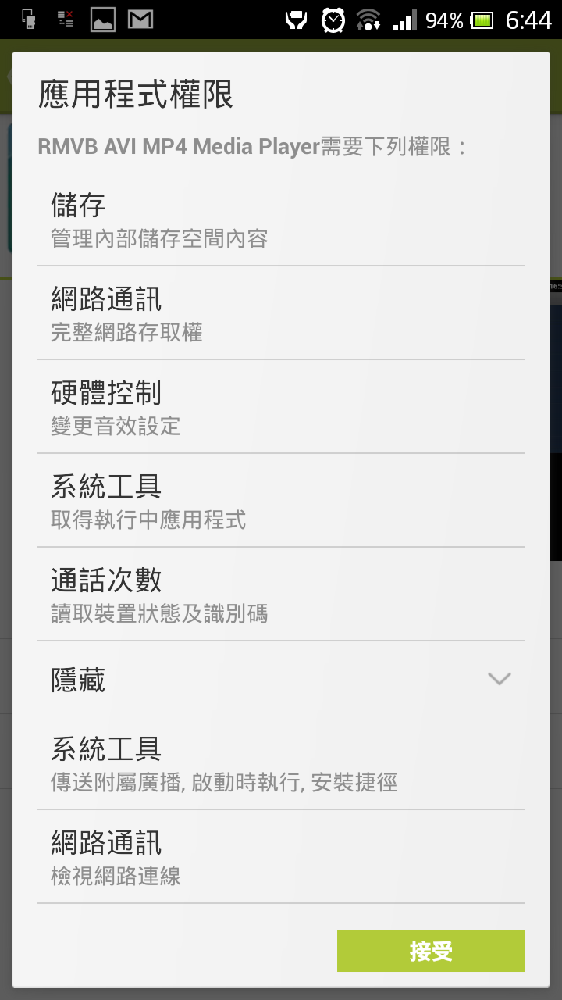 94% 6:44
應用程式權限
RMVB AVI MP4 Media Player需要下列權限：
儲存
管理內部儲存空間內容
網路通訊
完整網路存取權
硬體控制
變更音效設定
系統工具
取得執行中應用程式
通話次數
讀取裝置狀態及識別碼
隱藏
系統工具
傳送附屬廣播, 啟動時執行, 安裝捷徑
網路通訊
檢視網路連線
接受